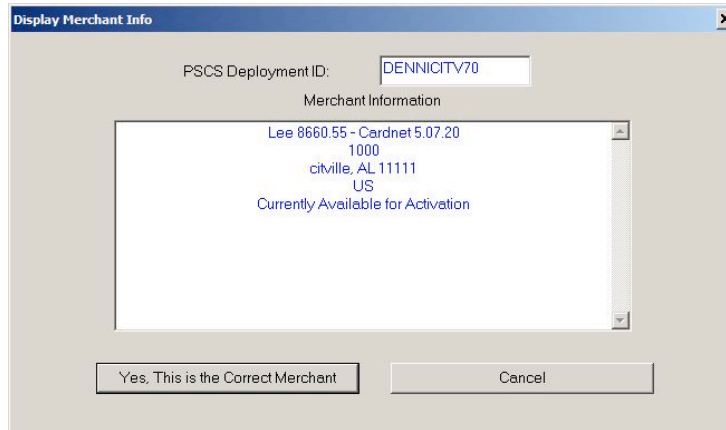 Display Merchant Info
PSCS Deployment ID: DENNICITV70
Merchant Information
Lee 8660.55 - Cardnet 5.07.20
1000
citville, AL 11111
US
Currently Available for Activation
Yes, This is the Correct Merchant Cancel